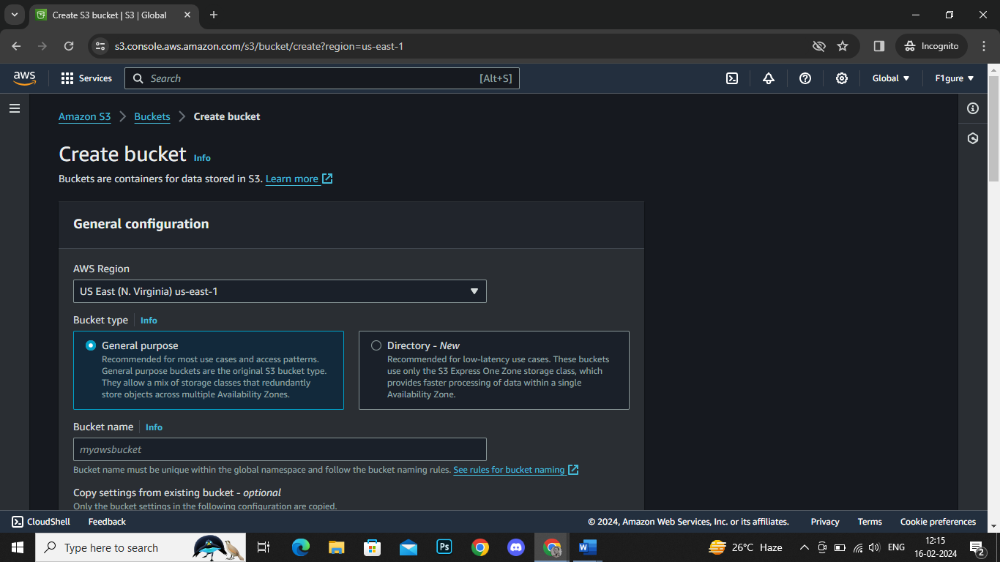 Create S3 bucket | S3 | Global
s3.console.aws.amazon.com/s3/bucket/create?region=us-east-1
Incognito
aws
Services
Search
[Alt+S]
Global
F1gure
Amazon S3
Buckets
Create bucket
Create bucket Info
Buckets are containers for data stored in S3. Learn more
General configuration
AWS Region
US East (N. Virginia) us-east-1
Bucket type Info
General purpose
Recommended for most use cases and access patterns.
General purpose buckets are the original S3 bucket type.
They allow a mix of storage classes that redundantly
store objects across multiple Availability Zones.
Directory - New
Recommended for low-latency use cases. These buckets
use only the S3 Express One Zone storage class, which
provides faster processing of data within a single
Availability Zone.
Bucket name Info
myawsbucket
Bucket name must be unique within the global namespace and follow the bucket naming rules. See rules for bucket naming
Copy settings from existing bucket - optional
Only the bucket settings in the following configuration are copied.
CloudShell
Feedback
© 2024, Amazon Web Services, Inc. or its affiliates.
Privacy
Terms
Cookie preferences
Type here to search
Ps
W
26°C Haze
ENG
12:15
16-02-2024
2